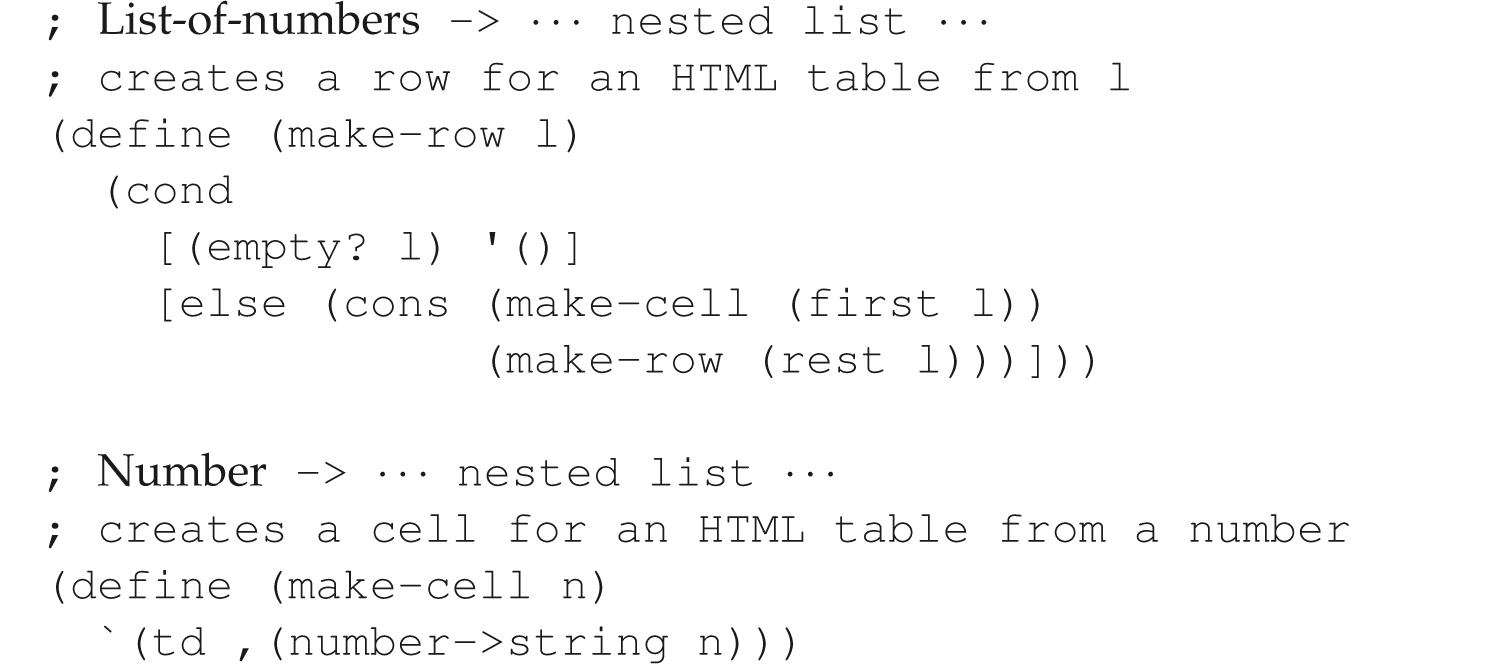 ; List-of-numbers -> ... nested list ...
; creates a row for an HTML table from l
(define (make-row l)
  (cond
    [(empty? l) '()]
    [else (cons (make-cell (first l))
                (make-row (rest l)))]))

; Number -> ... nested list ...
; creates a cell for an HTML table from a number
(define (make-cell n)
  `(td ,(number->string n)))